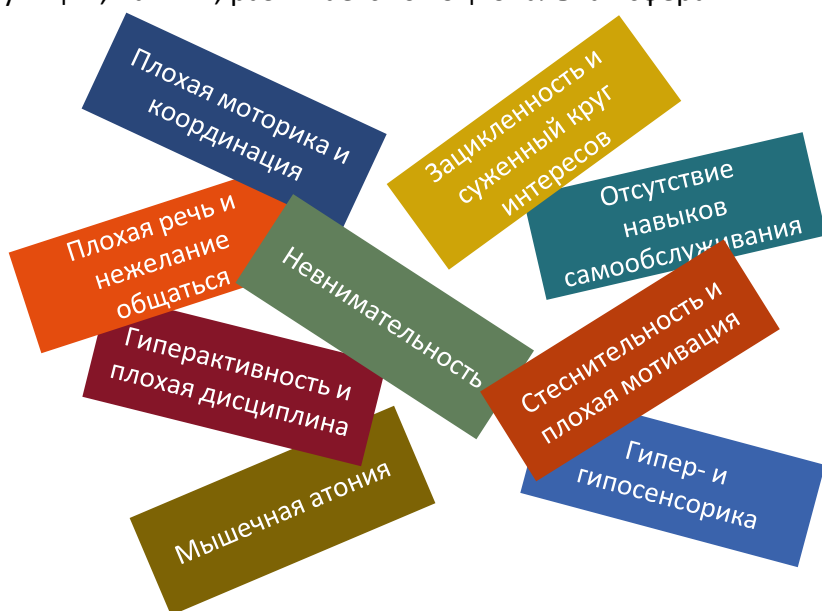 Плохая моторика и
координация
Зацикленность и
суженный круг
интересов
Отсутствие
навыков
самообслуживания
Плохая речь и
нежелание
общаться
Невнимательность
Стеснительность и
плохая мотивация
Гиперактивность и
плохая дисциплина
Гипер- и
гипосенсорика
Мышечная атония